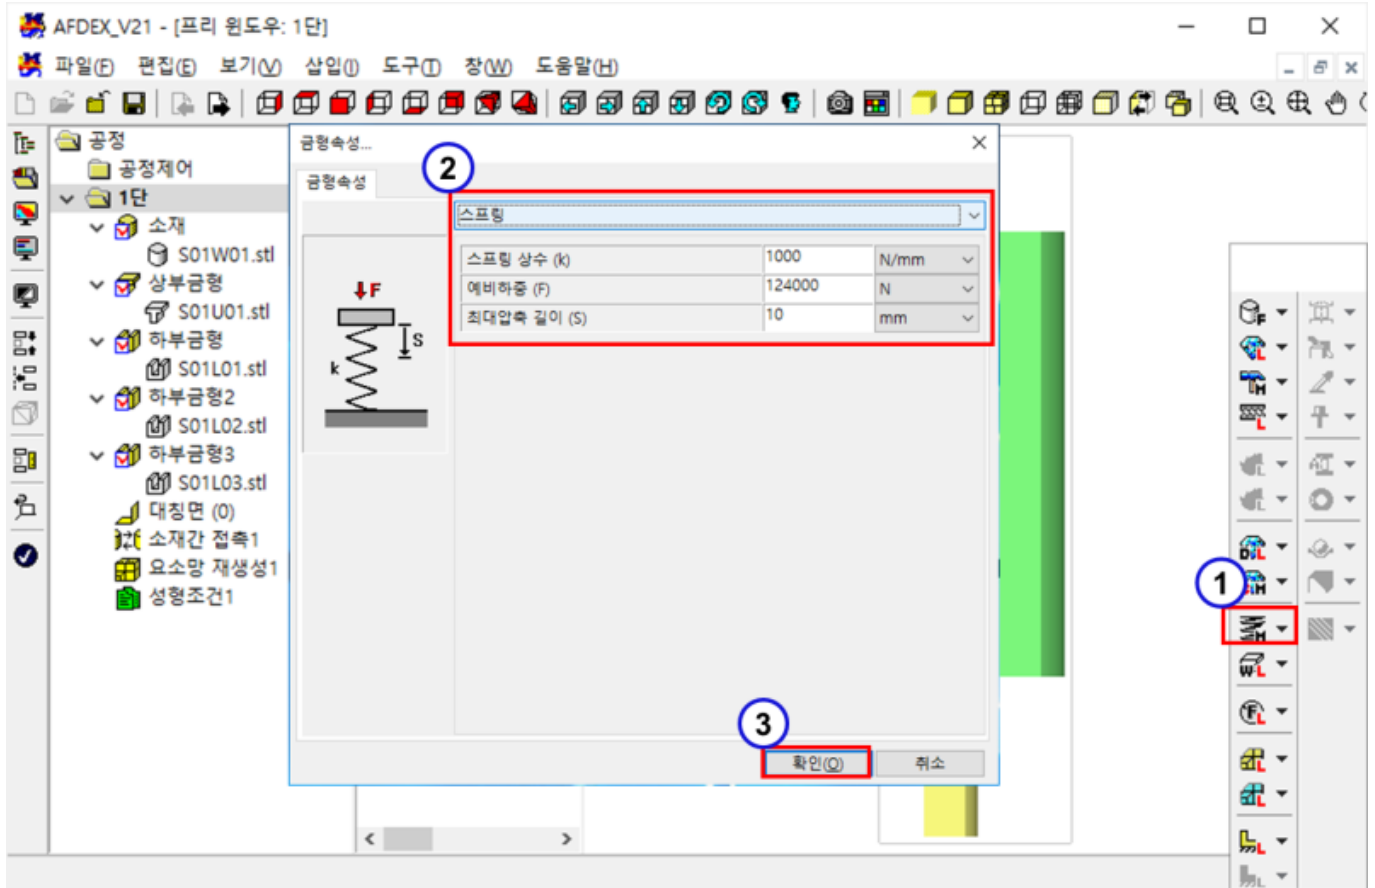 AFDEX_V21 - [프리 윈도우: 1단]
파일(F) 편집(E) 보기(V) 삽입(I) 도구(T) 창(W) 도움말(H)
공정
공정제어
1단
소재
S01W01.stl
상부금형
S01U01.stl
하부금형
S01L01.stl
하부금형2
S01L02.stl
하부금형3
S01L03.stl
대칭면 (0)
소재간 접촉1
요소망 재생성1
성형조건1
금형속성...
금형속성
2
스프링
스프링 상수 (k) 1000 N/mm
예비하중 (F) 124000 N
최대압축 길이 (S) 10 mm
F
S
k
3
확인(O) 취소
1
F
L
M
L
D L
M
M
W L
F L
L
L
L
L